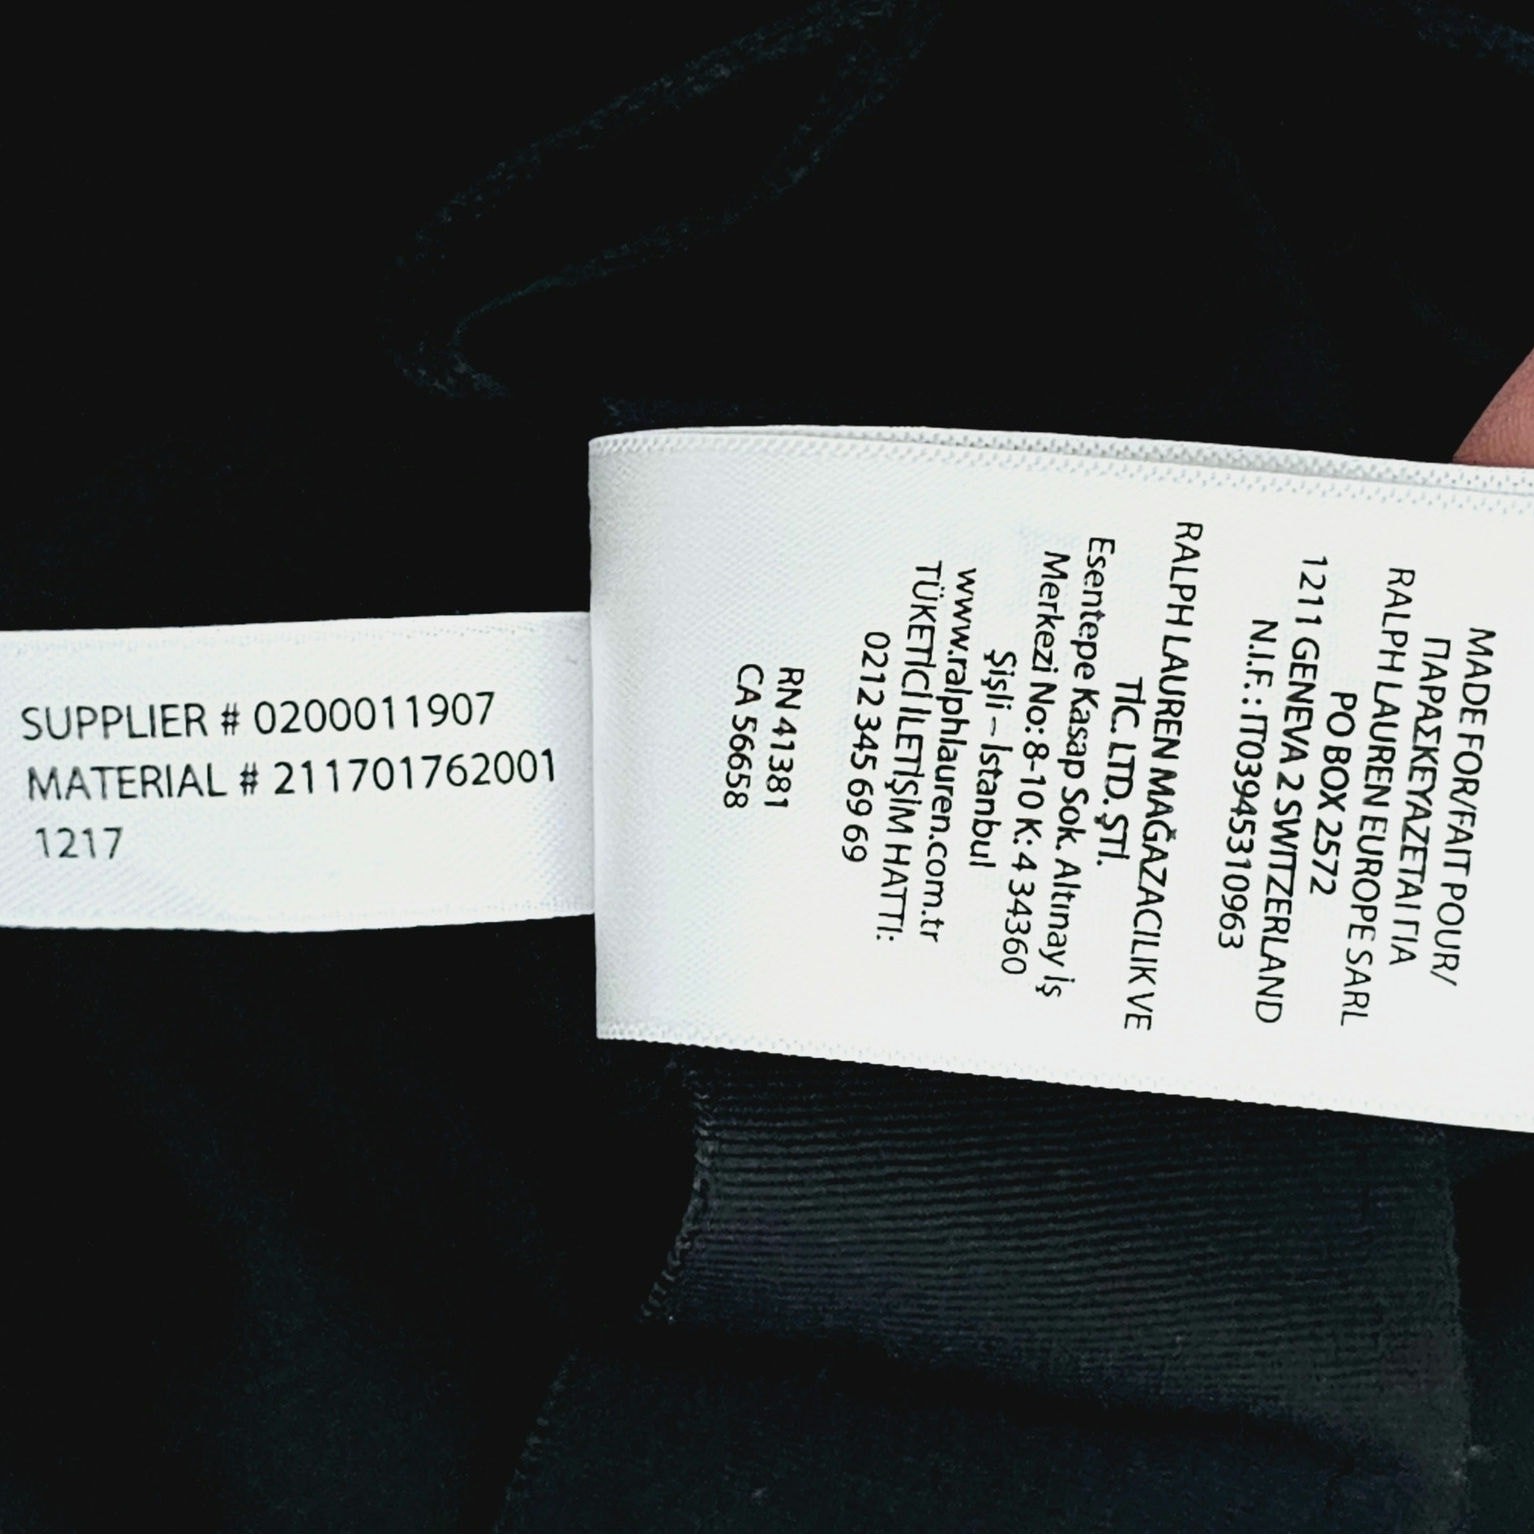 SUPPLIER # 0200011907
MATERIAL # 211701762001
1217
MADE FOR/FAIT POUR/
ΠΑΡΑΣΚΕΥΑΖΕΤΑΙ ΓΙΑ
RALPH LAUREN EUROPE SARL
PO BOX 2572
1211 GENEVA 2 SWITZERLAND
N.I.F. : IT03945310963
RALPH LAUREN MAĞAZACILIK VE
TİC. LTD. ŞTİ.
Esentepe Kasap Sok. Altınay İş
Merkezi No: 8-10 K: 4 34360
Şişli – İstanbul
www.ralphlauren.com.tr
TÜKETİCİ İLETİŞİM HATTI:
0212 345 69 69
RN 41381
CA 56658